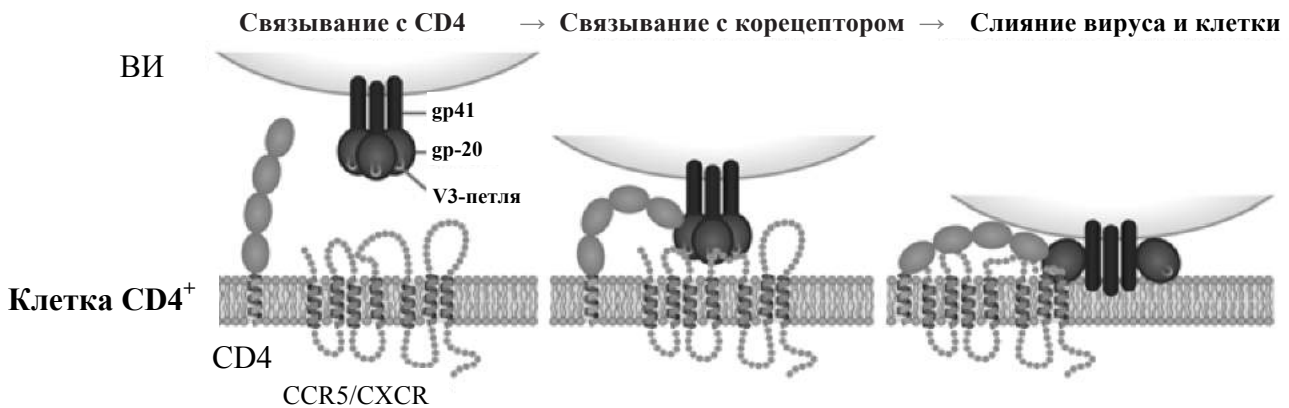 Связывание с CD4 → Связывание с корецептором → Слияние вируса и клетки
ВИ
gp41
gp-20
V3-петля
Клетка CD4⁺
CD4
CCR5/CXCR